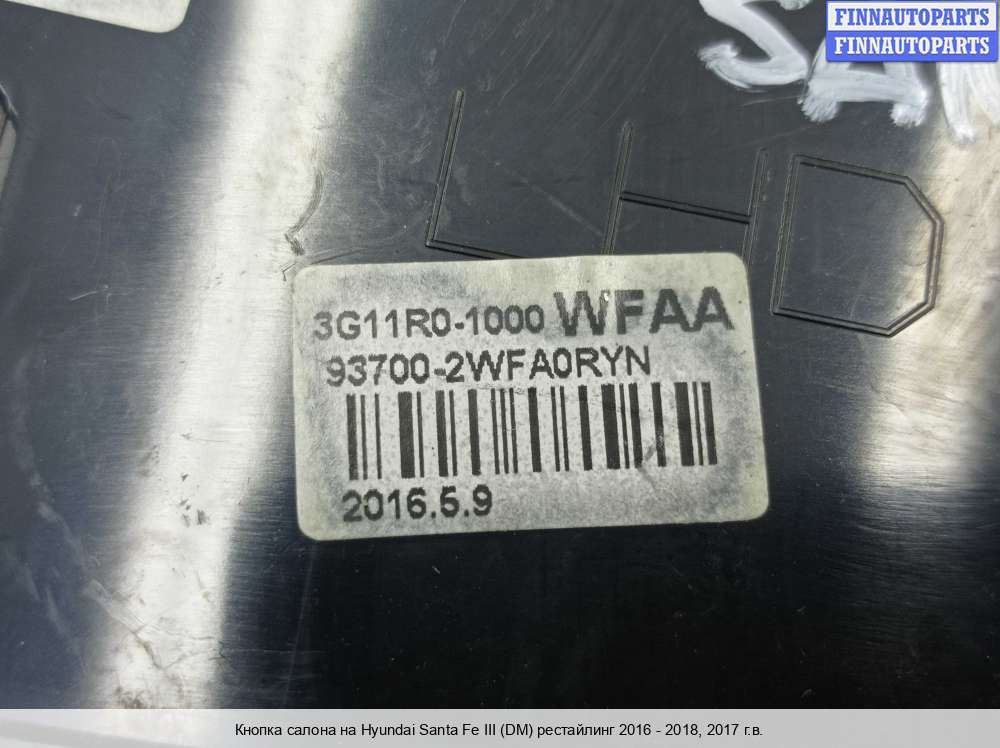 FINNAUTOPARTS
FINNAUTOPARTS
LHD
3G11R0-1000 WFAA
93700-2WFA0RYN
2016.5.9
Кнопка салона на Hyundai Santa Fe III (DM) рестайлинг 2016 - 2018, 2017 г.в.